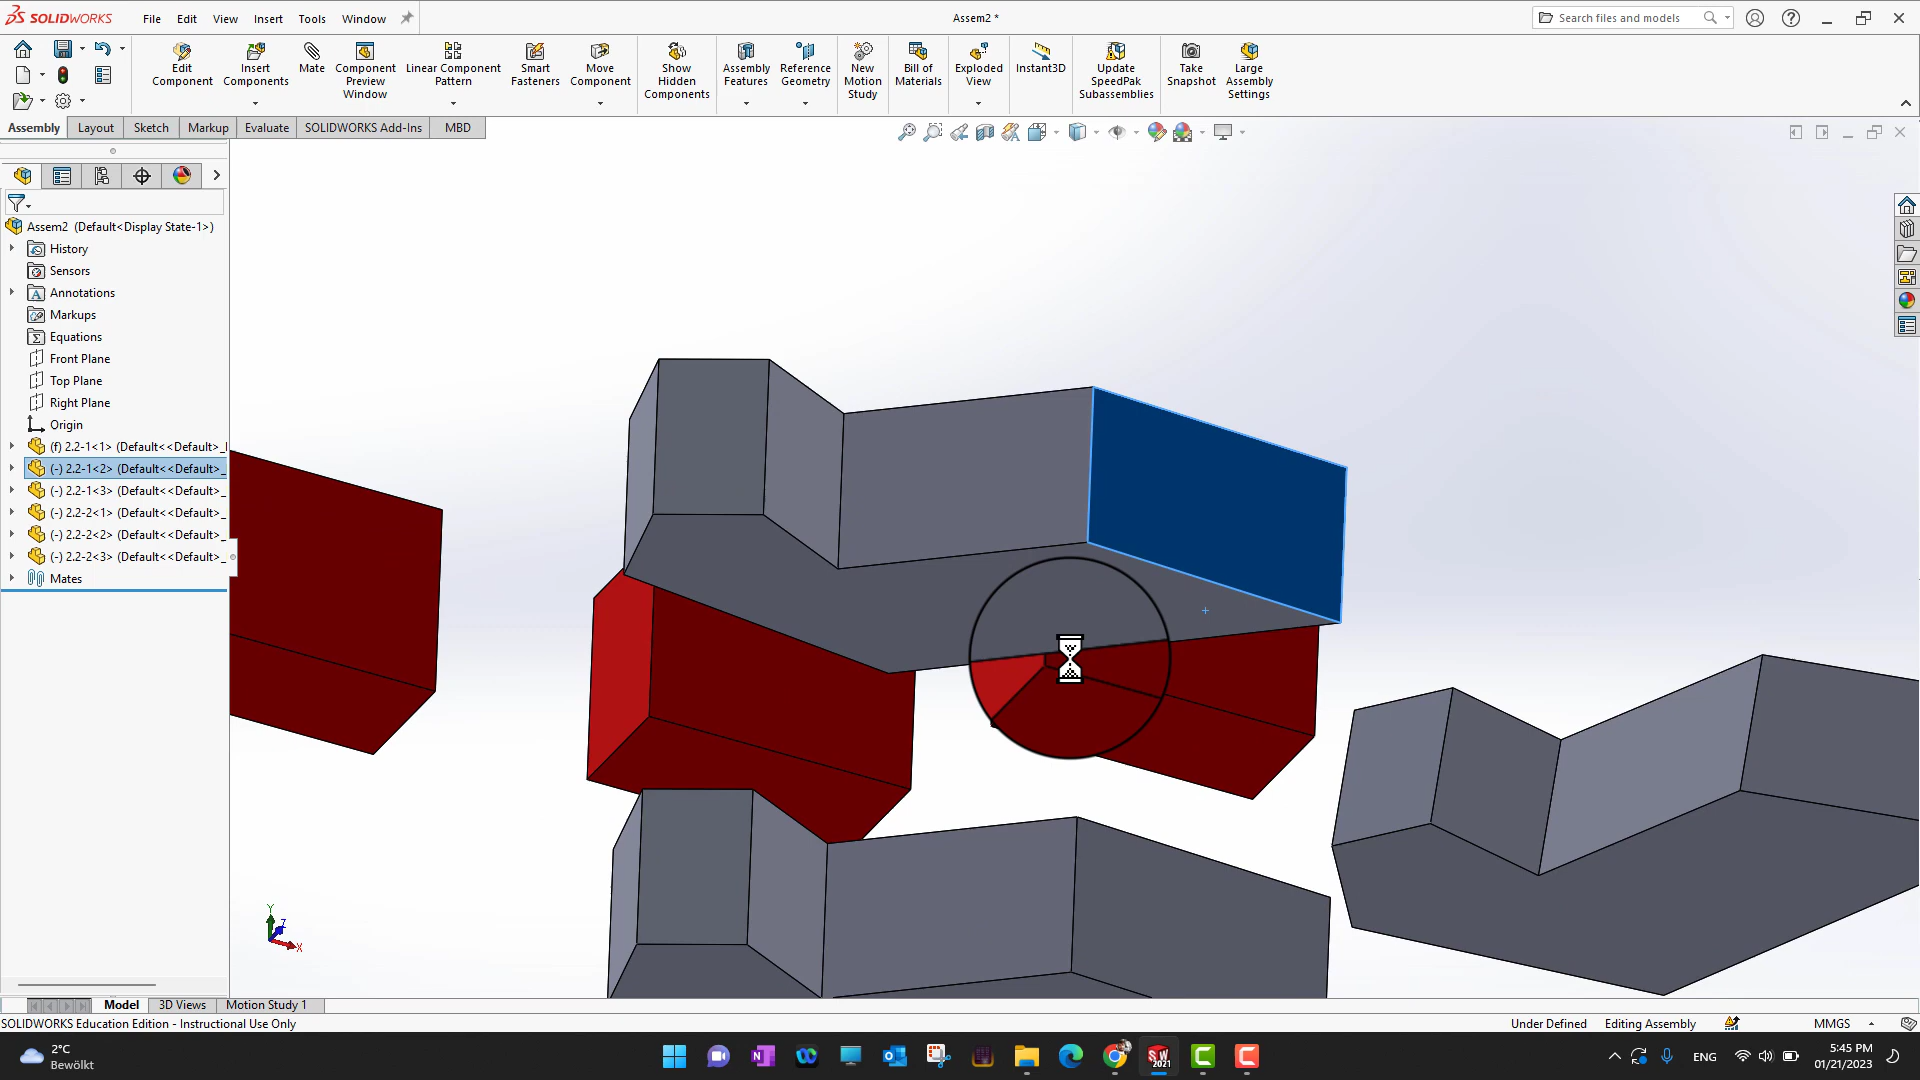 SOLIDWORKS File Edit View Insert Tools Window Assem2 * Search files and models
Edit Component Insert Components Mate Component Preview Window Linear Component Pattern Smart Fasteners Move Component Show Hidden Components Assembly Features Reference Geometry New Motion Study Bill of Materials Exploded View Instant3D Update SpeedPak Subassemblies Take Snapshot Large Assembly Settings
Assembly Layout Sketch Markup Evaluate SOLIDWORKS Add-Ins MBD
Assem2 (Default<Display State-1>)
History
Sensors
Annotations
Markups
Equations
Front Plane
Top Plane
Right Plane
Origin
(f) 2.2-1<1> (Default<<Default>_
(-) 2.2-1<2> (Default<<Default>_
(-) 2.2-1<3> (Default<<Default>_
(-) 2.2-2<1> (Default<<Default>_
(-) 2.2-2<2> (Default<<Default>_
(-) 2.2-2<3> (Default<<Default>_
Mates
Y
Z
X
Model 3D Views Motion Study 1
SOLIDWORKS Education Edition - Instructional Use Only Under Defined Editing Assembly MMGS
2°C
Bewölkt
SW
2021
ENG
5:45 PM
01/21/2023